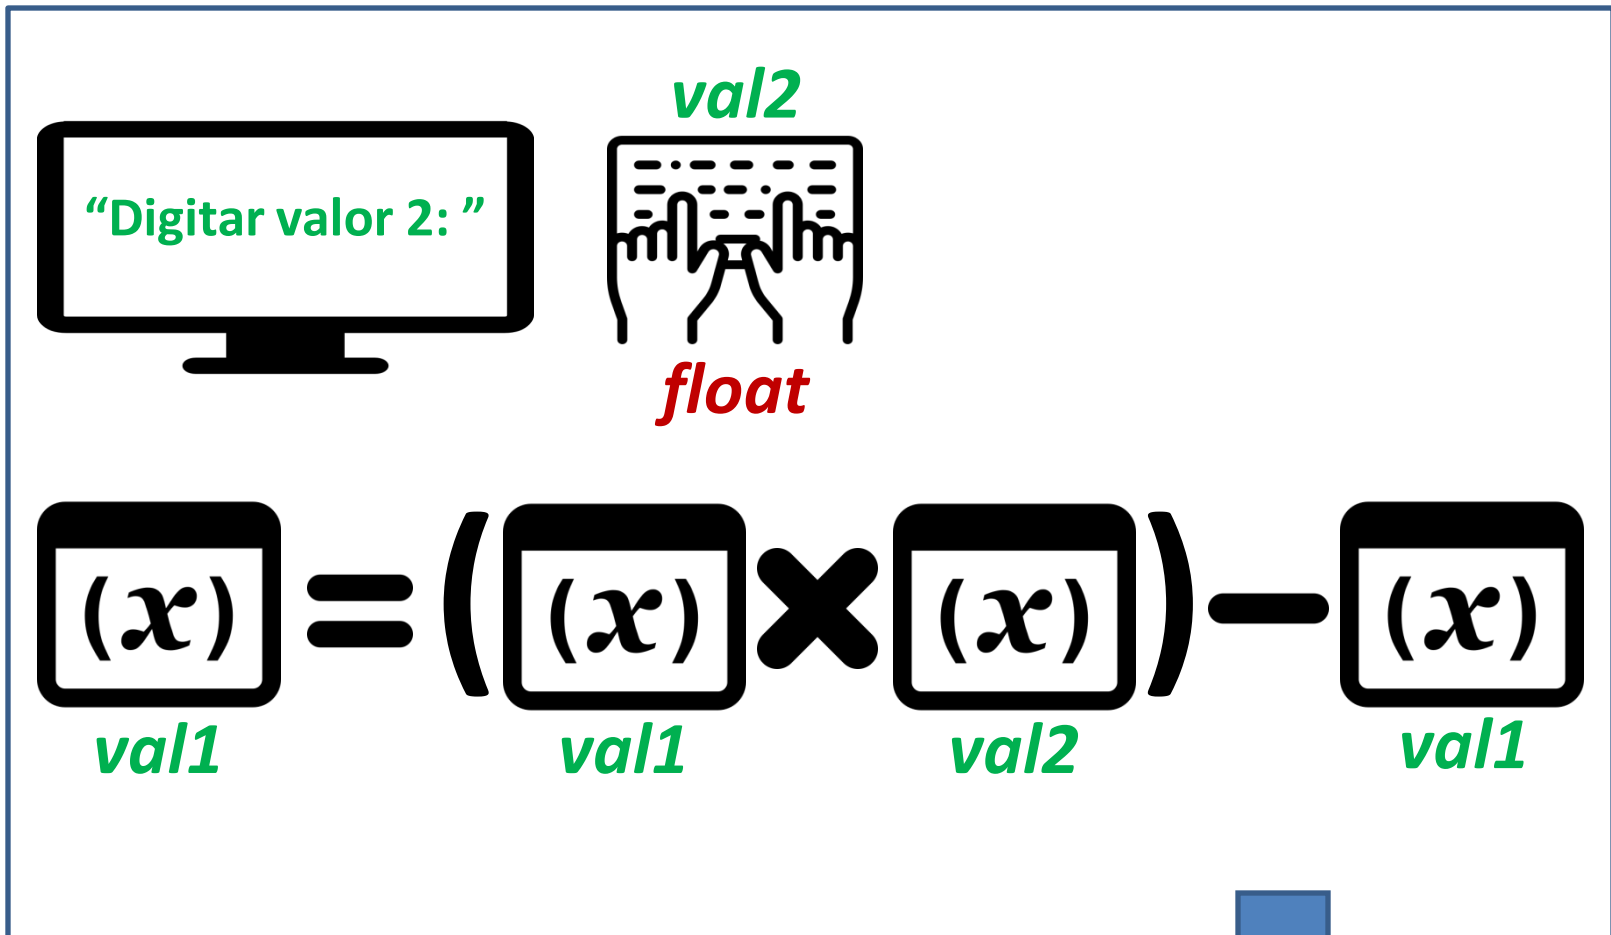 val2
“Digitar valor 2: ”
float
(x) = ( (x) × (x) ) − (x)
val1 val1 val2 val1